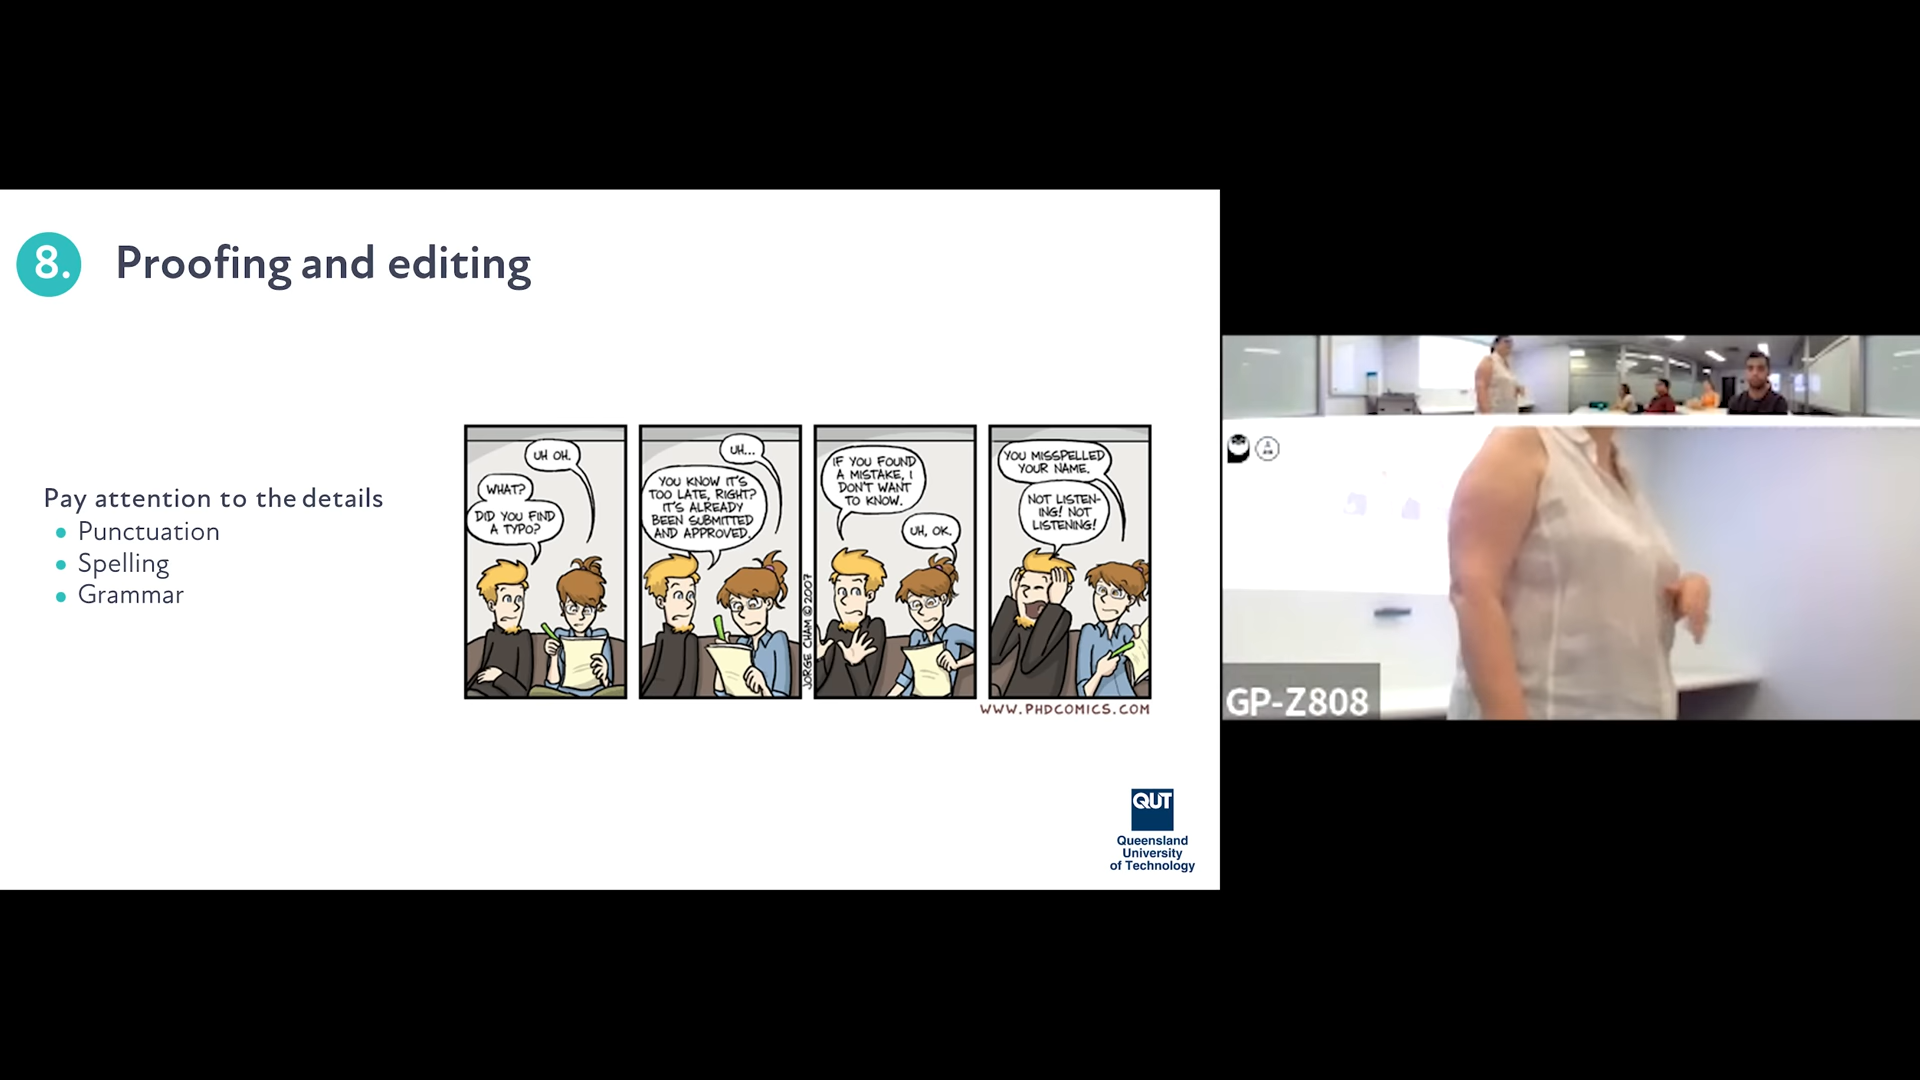 8. Proofing and editing
Pay attention to the details
Punctuation
Spelling
Grammar
UH OH.
WHAT?
DID YOU FIND
A TYPO?
UH...
YOU KNOW IT'S
TOO LATE, RIGHT?
IT'S ALREADY
BEEN SUBMITTED
AND APPROVED.
JORGE CHAM © 2007
IF YOU FOUND
A MISTAKE, I
DON'T WANT
TO KNOW.
UH, OK.
YOU MISSPELLED
YOUR NAME.
NOT LISTEN-
ING! NOT
LISTENING!
WWW.PHDCOMICS.COM
QUT
Queensland
University
of Technology
GP-Z808